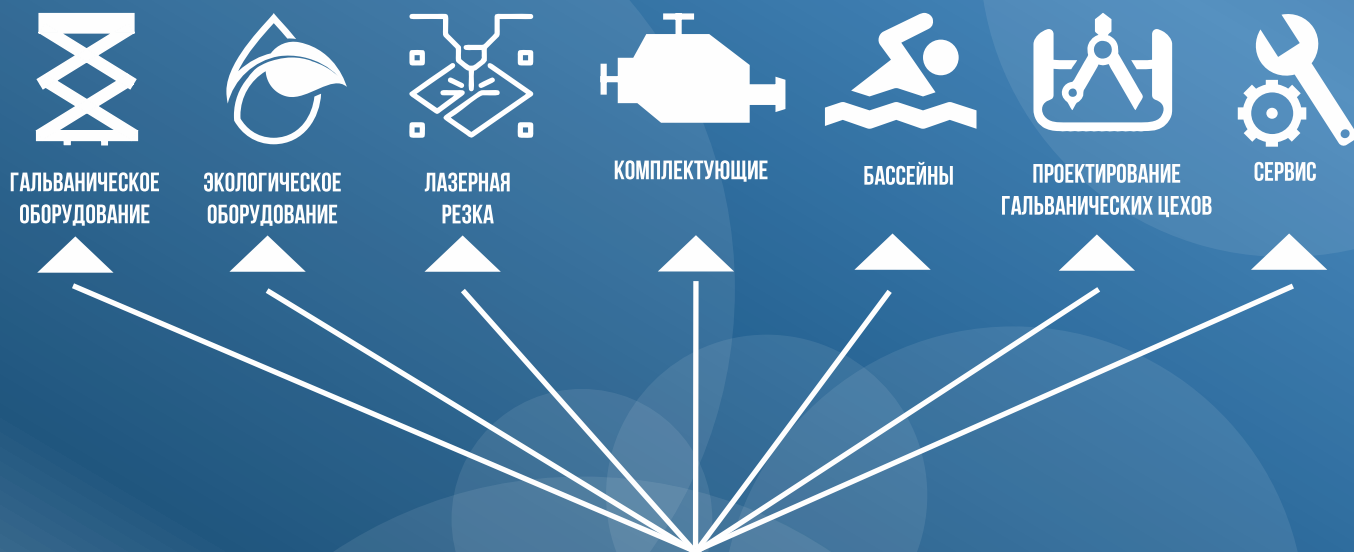 ГАЛЬВАНИЧЕСКОЕ
ОБОРУДОВАНИЕ
ЭКОЛОГИЧЕСКОЕ
ОБОРУДОВАНИЕ
ЛАЗЕРНАЯ
РЕЗКА
КОМПЛЕКТУЮЩИЕ
БАССЕЙНЫ
ПРОЕКТИРОВАНИЕ
ГАЛЬВАНИЧЕСКИХ ЦЕХОВ
СЕРВИС